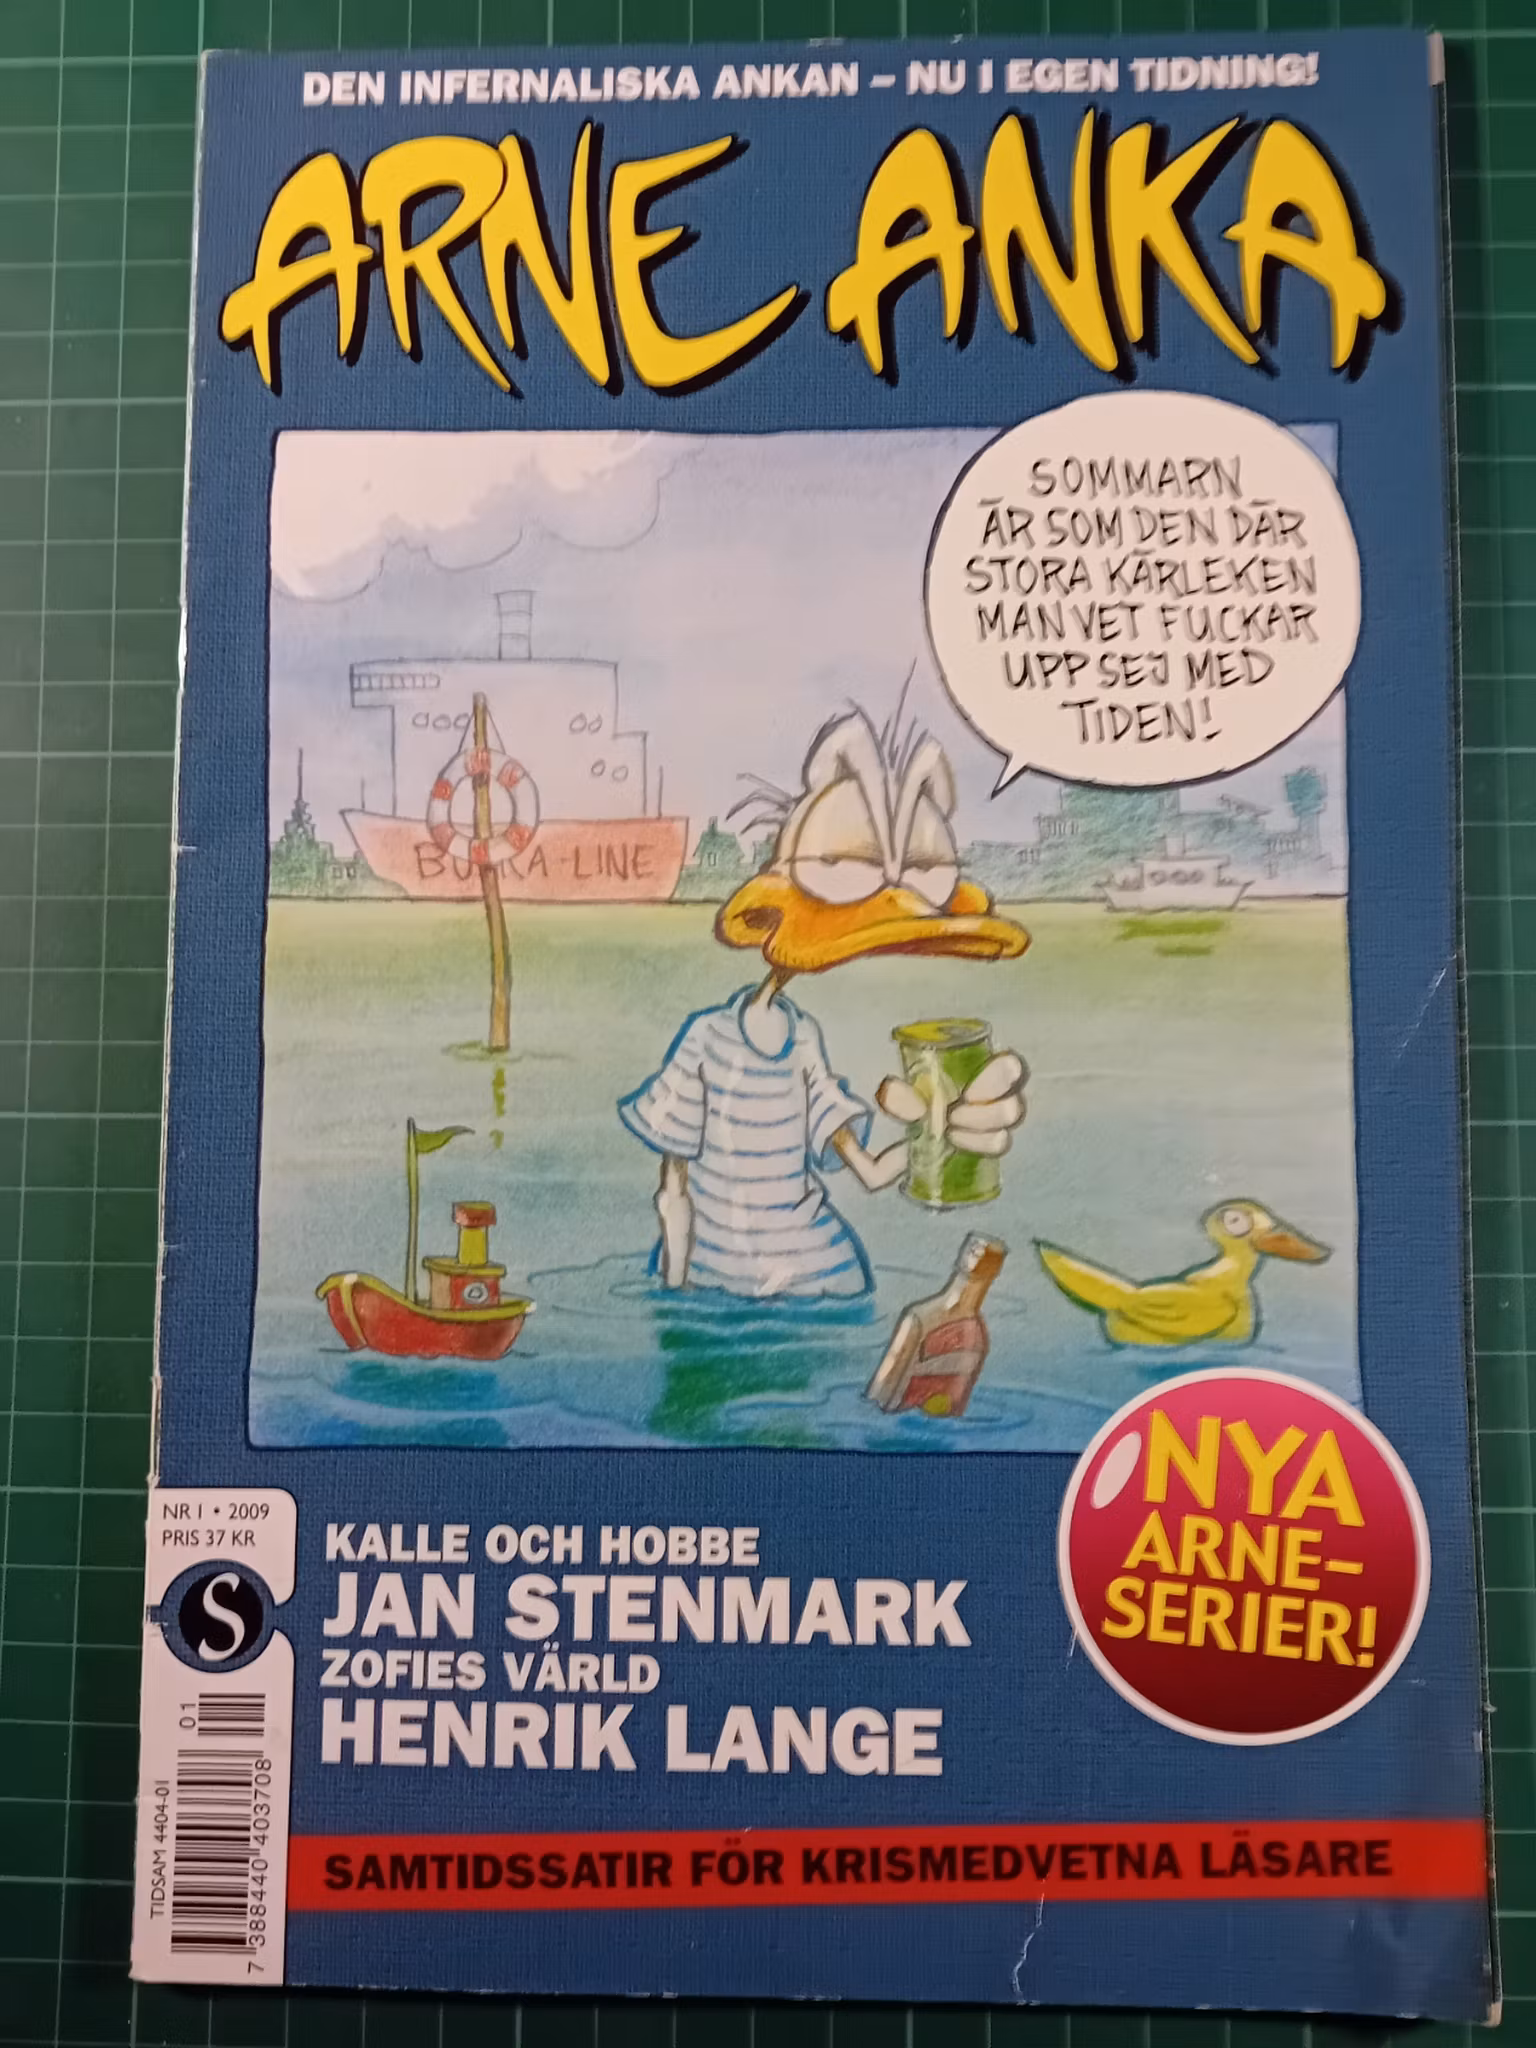 DEN INFERNALISKA ANKAN – NU I EGEN TIDNING!
ARNE ANKA
SOMMARN
ÄR SOM DEN DÄR
STORA KÄRLEKEN
MAN VET FUCKAR
UPP SEJ MED
TIDEN!
LINE
NYA
ARNE-
SERIER!
NR 1 • 2009
PRIS 37 KR
S
KALLE OCH HOBBE
JAN STENMARK
ZOFIES VÄRLD
HENRIK LANGE
SAMTIDSSATIR FÖR KRISMEDVETNA LÄSARE
TIDSAM 4404-01
01
7 388440 403708